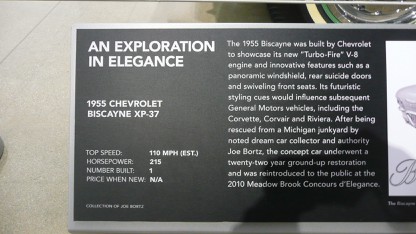 AN EXPLORATION
IN ELEGANCE
1955 CHEVROLET
BISCAYNE XP-37
TOP SPEED: 110 MPH (EST.)
HORSEPOWER: 215
NUMBER BUILT: 1
PRICE WHEN NEW: N/A
COLLECTION OF JOE BORTZ
The 1955 Biscayne was built by Chevrolet
to showcase its new "Turbo-Fire" V-8
engine and innovative features such as a
panoramic windshield, rear suicide doors
and swiveling front seats. Its futuristic
styling cues would influence subsequent
General Motors vehicles, including the
Corvette, Corvair and Riviera. After being
rescued from a Michigan junkyard by
noted dream car collector and authority
Joe Bortz, the concept car underwent a
twenty-two year ground-up restoration
and was reintroduced to the public at the
2010 Meadow Brook Concours d'Elegance.
The Biscayne